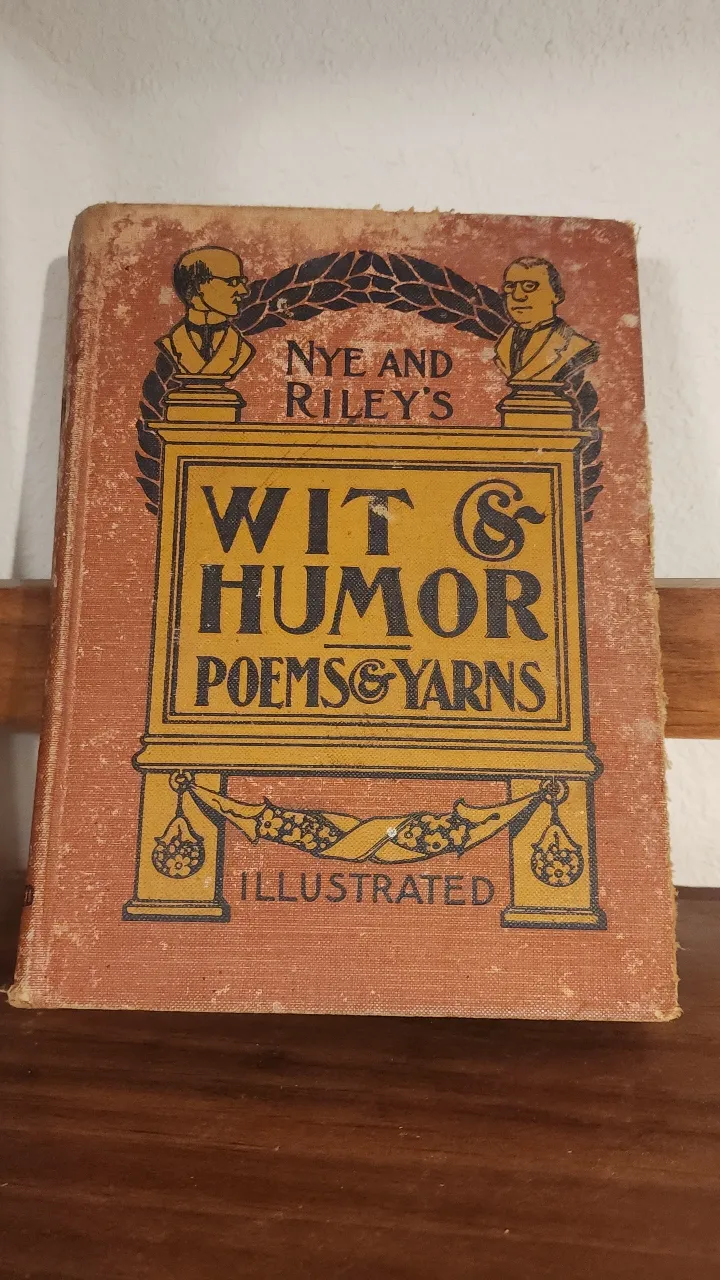 NYE AND
RILEY'S
WIT &
HUMOR
POEMS & YARNS
ILLUSTRATED